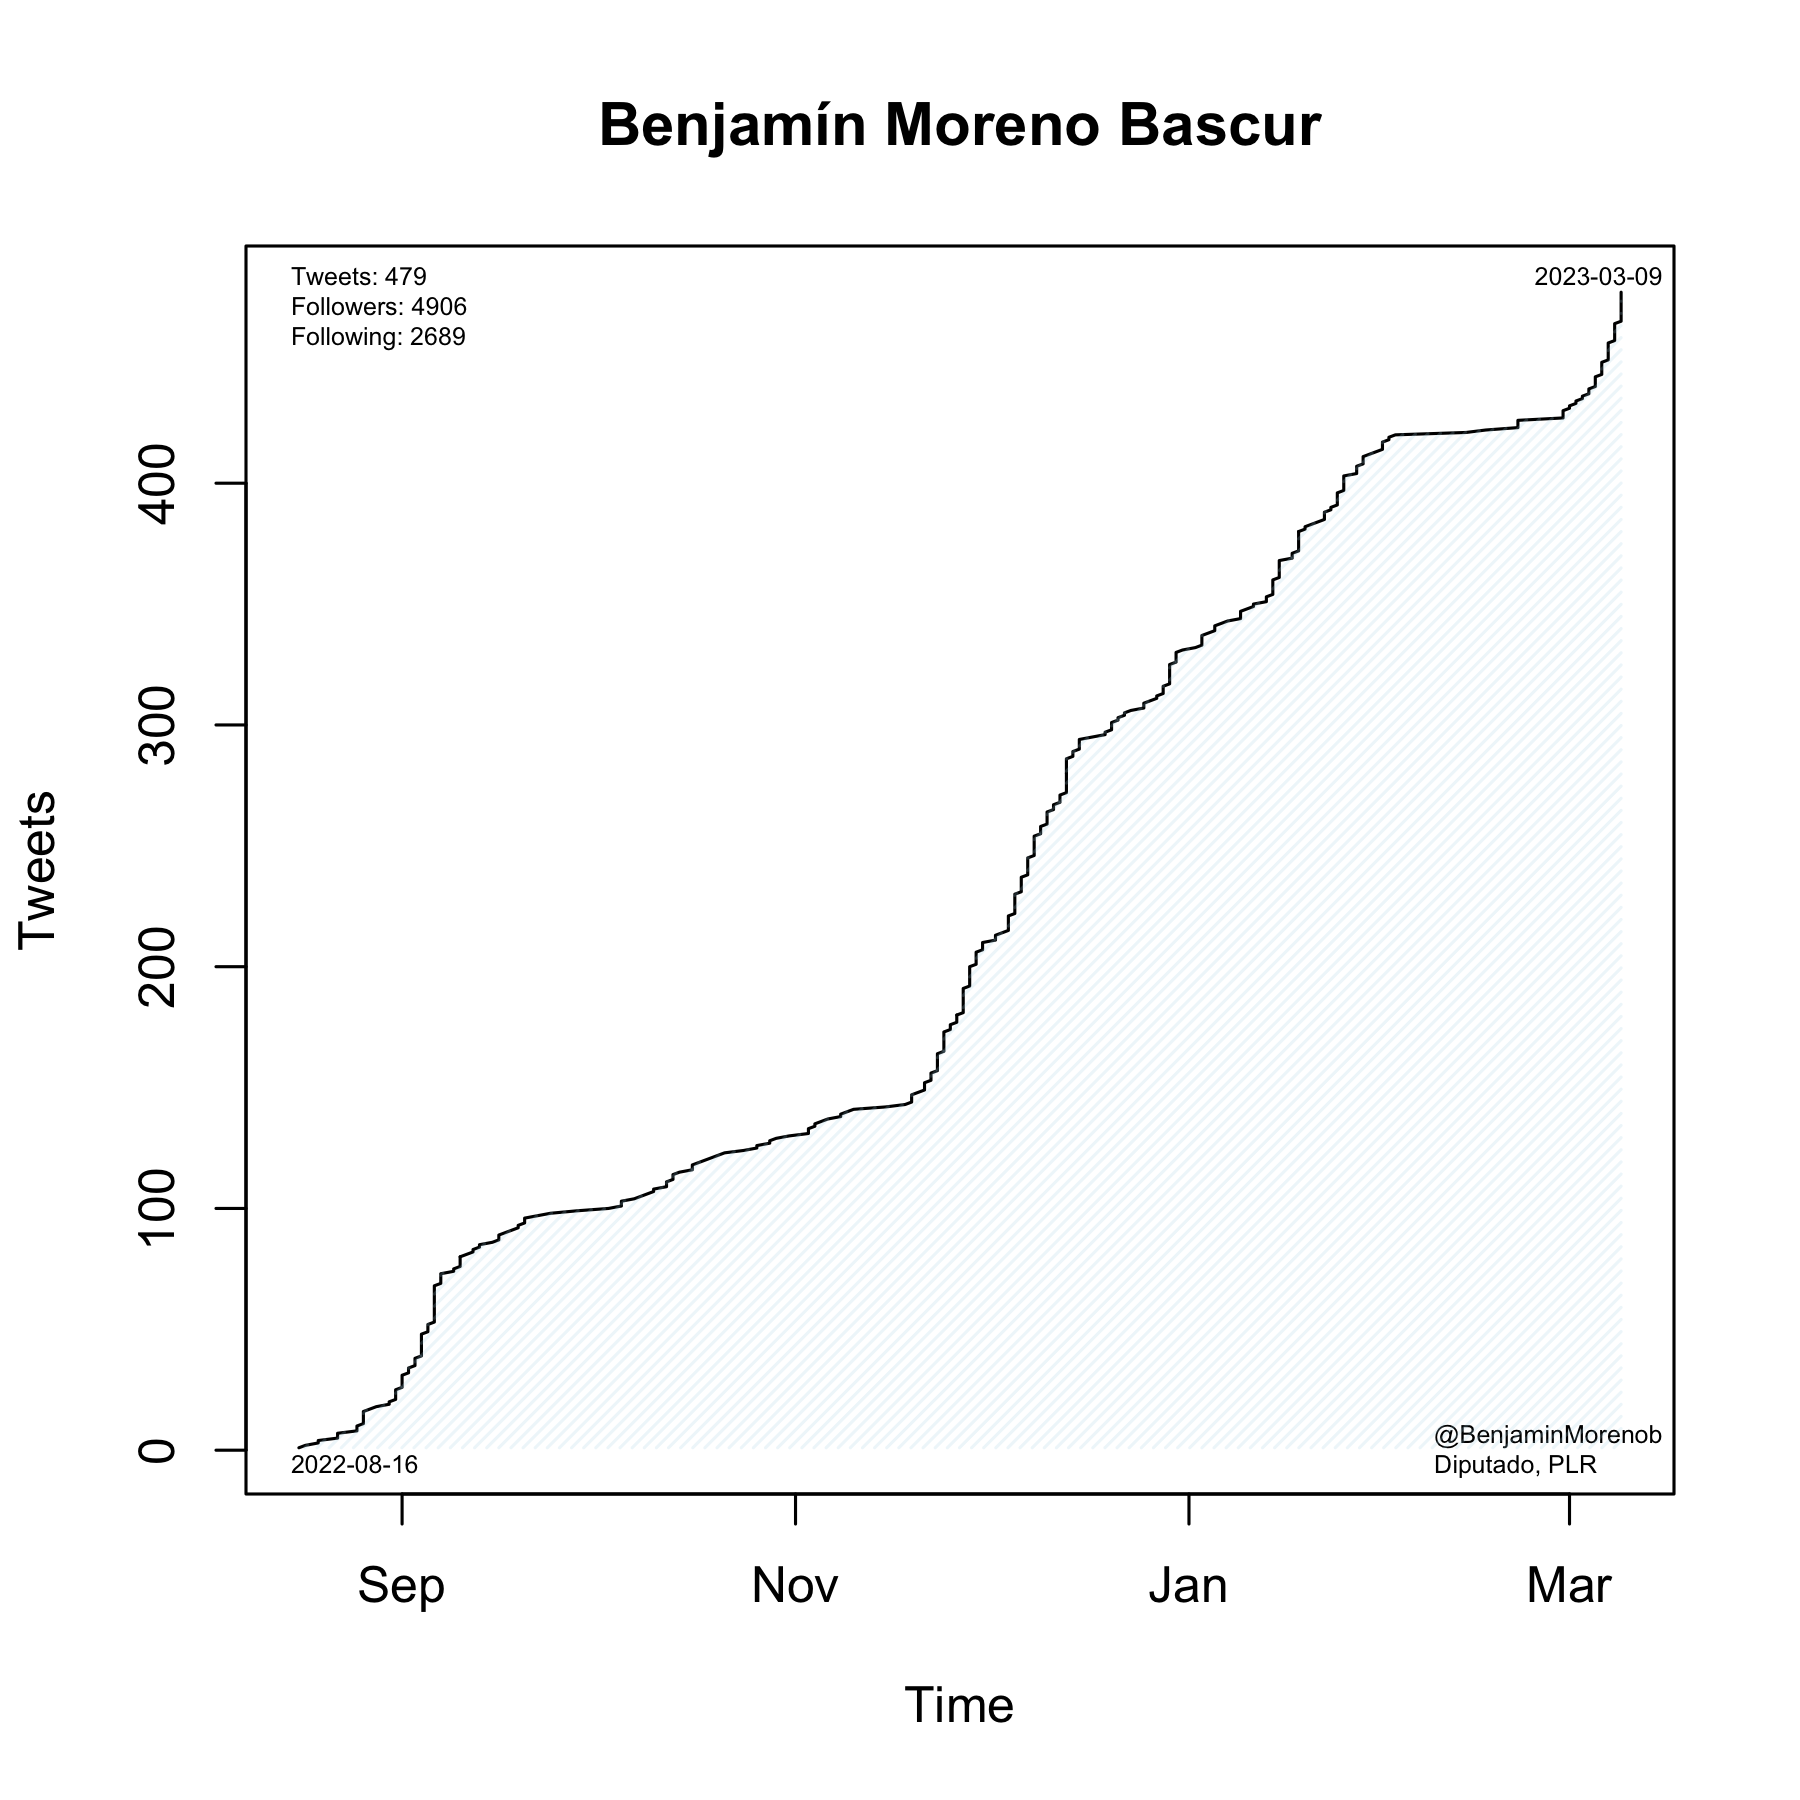 Benjamín Moreno Bascur
Tweets: 479
Followers: 4906
Following: 2689
2023-03-09
Tweets
400
300
200
100
0
2022-08-16
@BenjaminMorenob
Diputado, PLR
Sep
Nov
Jan
Mar
Time